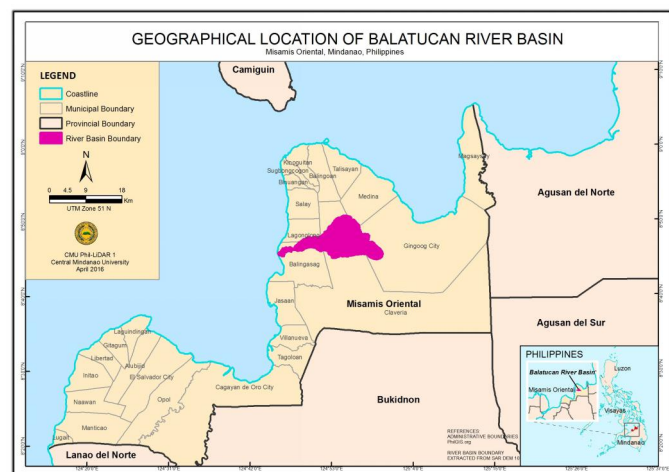 GEOGRAPHICAL LOCATION OF BALATUCAN RIVER BASIN
Misamis Oriental, Mindanao, Philippines
LEGEND
Coastline
Municipal Boundary
Provincial Boundary
River Basin Boundary
N
0 4.5 9 18
Km
UTM Zone 51 N
CMU Phil-LiDAR 1
Central Mindanao University
April 2016
Camiguin
Kinoguitan
Sugbongcogon
Balingoan
Talisayan
Binuangan
Medina
Magsaysay
Salay
Lagonglong
Gingoog City
Balingasag
Agusan del Norte
Jasaan
Misamis Oriental
Claveria
Villanueva
Tagoloan
Agusan del Sur
Laguindingan
Gitagum
Libertad
Alubijid
Initao
El Salvador City
Cagayan de Oro City
Naawan
Opol
Manticao
Lugait
Lanao del Norte
Bukidnon
PHILIPPINES
Balatucan River Basin
Misamis Oriental
Luzon
Visayas
Mindanao
REFERENCES
ADMINISTRATIVE BOUNDARIES
PhilGIS.org
RIVER BASIN BOUNDARY
EXTRACTED FROM SAR DEM 10